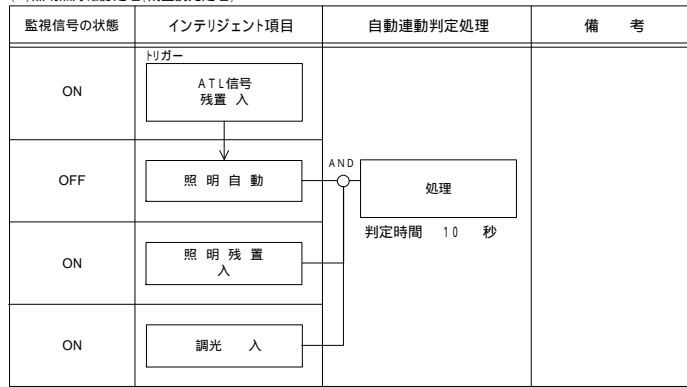 監視信号の状態 インテリジェント項目 自動連動判定処理 備 考
トリガー
ON ATL信号
残置 入
OFF 照 明 自 動 AND 処理
判定時間 10 秒
ON 照 明 残 置
入
ON 調光 入